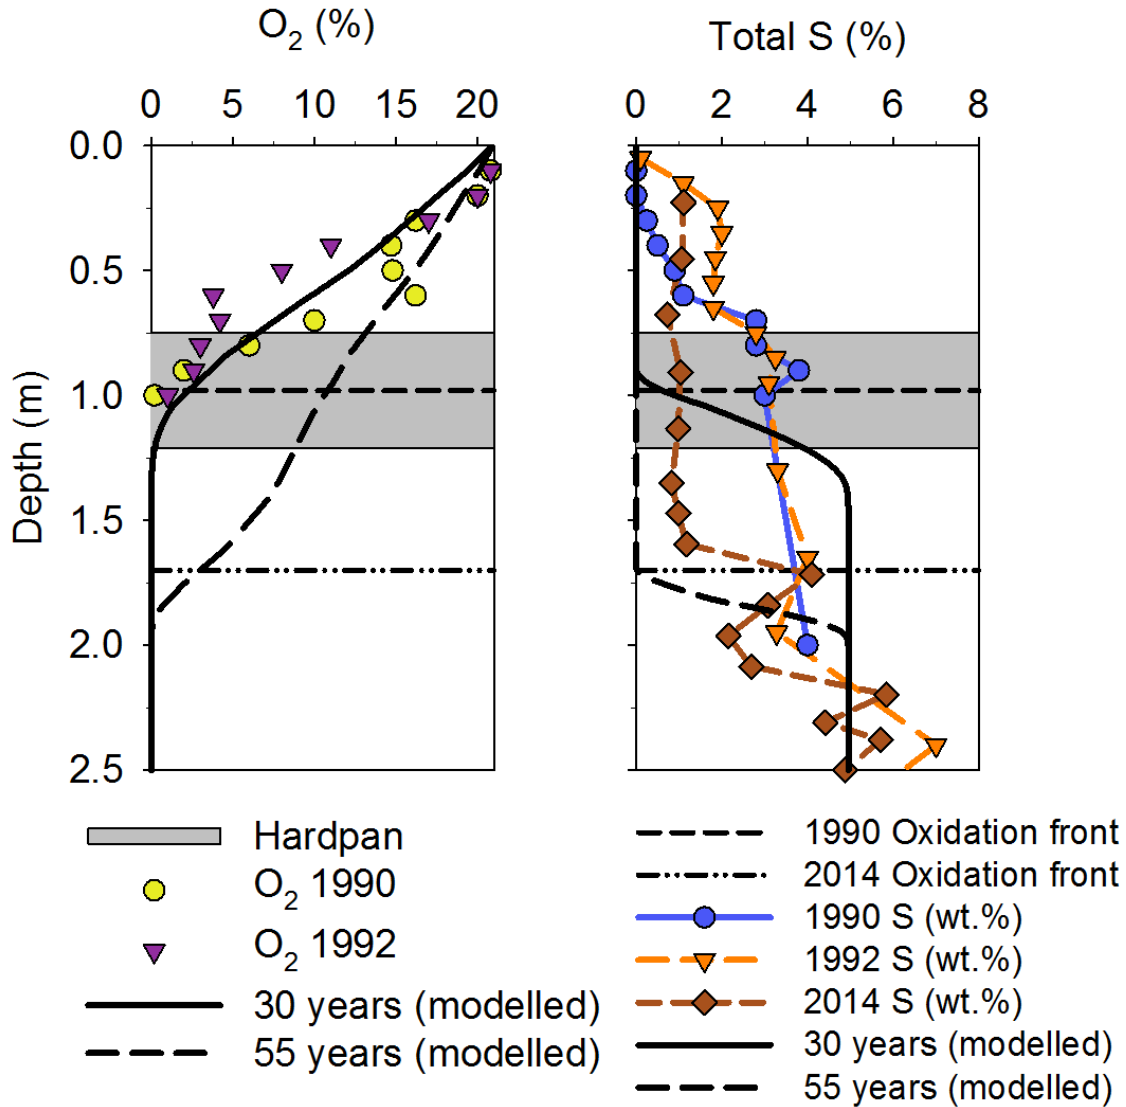 O₂ (%)
Total S (%)
0 5 10 15 20
0 2 4 6 8
0.0
0.5
1.0
1.5
2.0
2.5
Depth (m)
Hardpan
O₂ 1990
O₂ 1992
30 years (modelled)
55 years (modelled)
1990 Oxidation front
2014 Oxidation front
1990 S (wt.%)
1992 S (wt.%)
2014 S (wt.%)
30 years (modelled)
55 years (modelled)